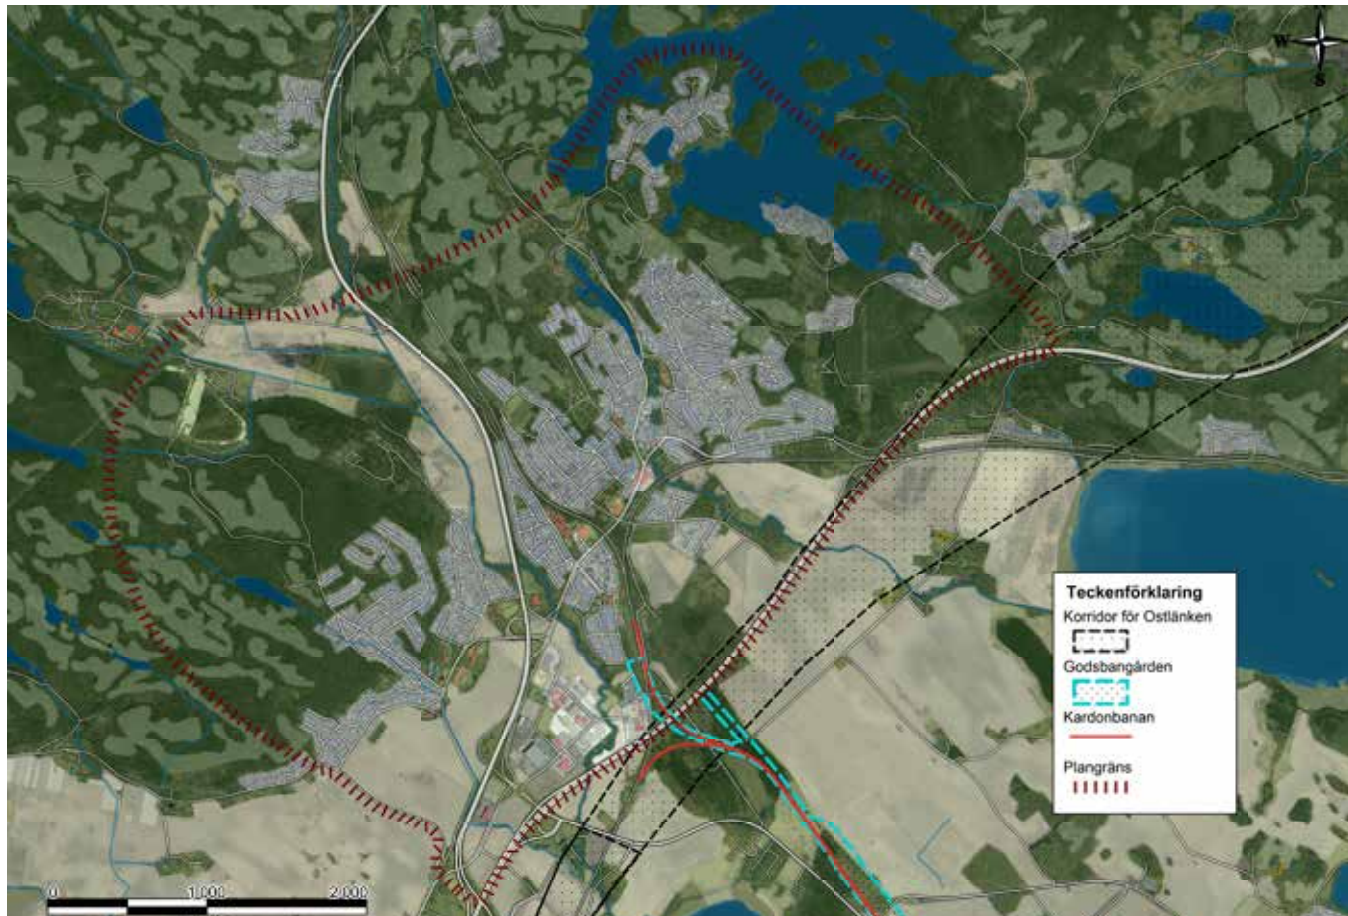 W
S
Teckenförklaring
Korridor för Ostlänken
Godsbangården
Kardonbanan
Plangräns
0 1 000 2 000